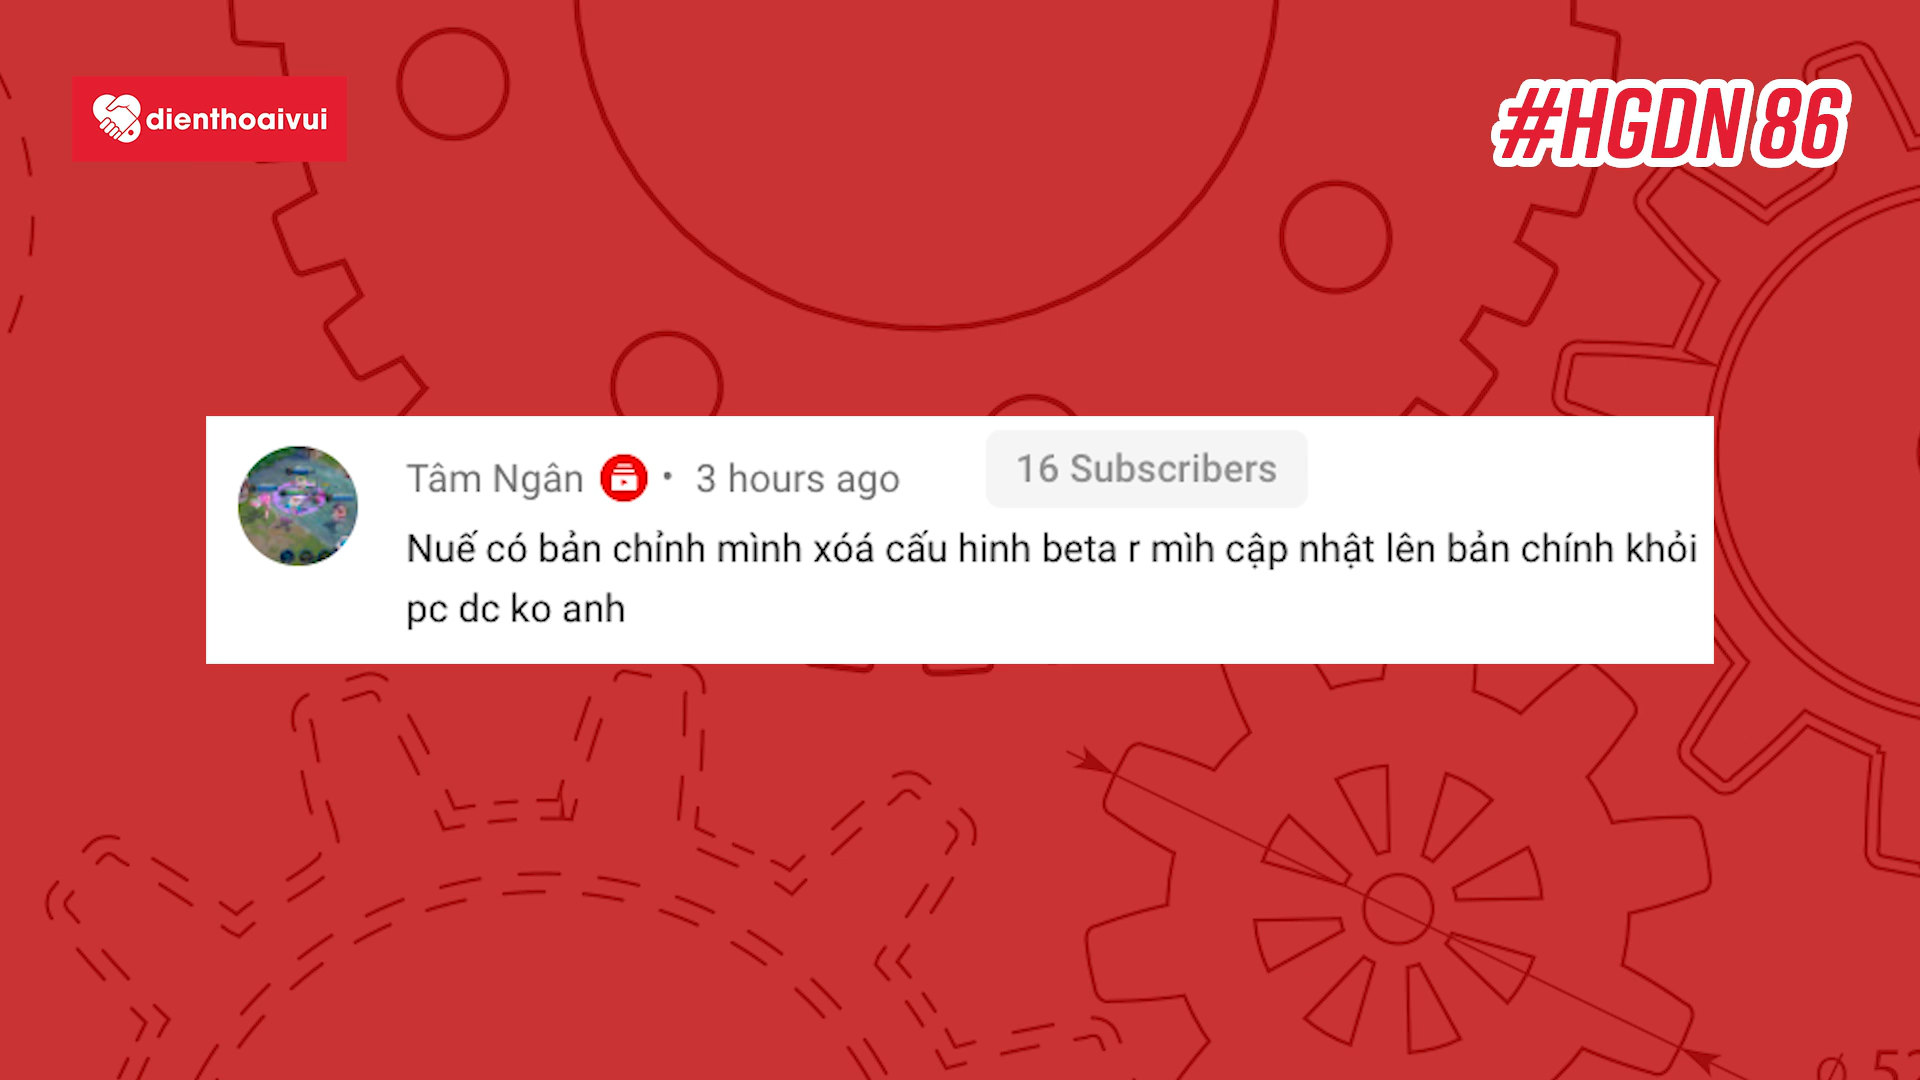 dienthoaivui
#HGDN 86
Tâm Ngân • 3 hours ago
16 Subscribers
Nuế có bản chỉnh mình xóá cấu hinh beta r mìh cập nhật lên bản chính khỏi
pc dc ko anh